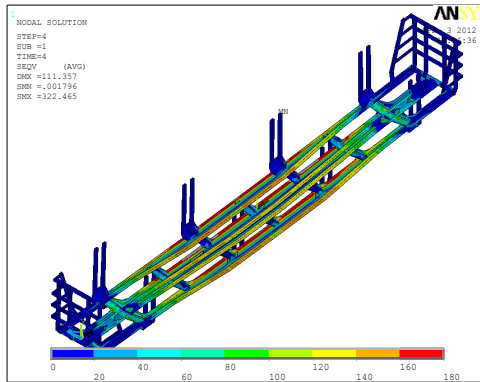 1
NODAL SOLUTION
STEP=4
SUB =1
TIME=4
SEQV (AVG)
DMX =111.357
SMN =.001796
SMX =322.465
ANSYS
3 2012
6:36
MN
0 40 80 120 160
20 60 100 140 180